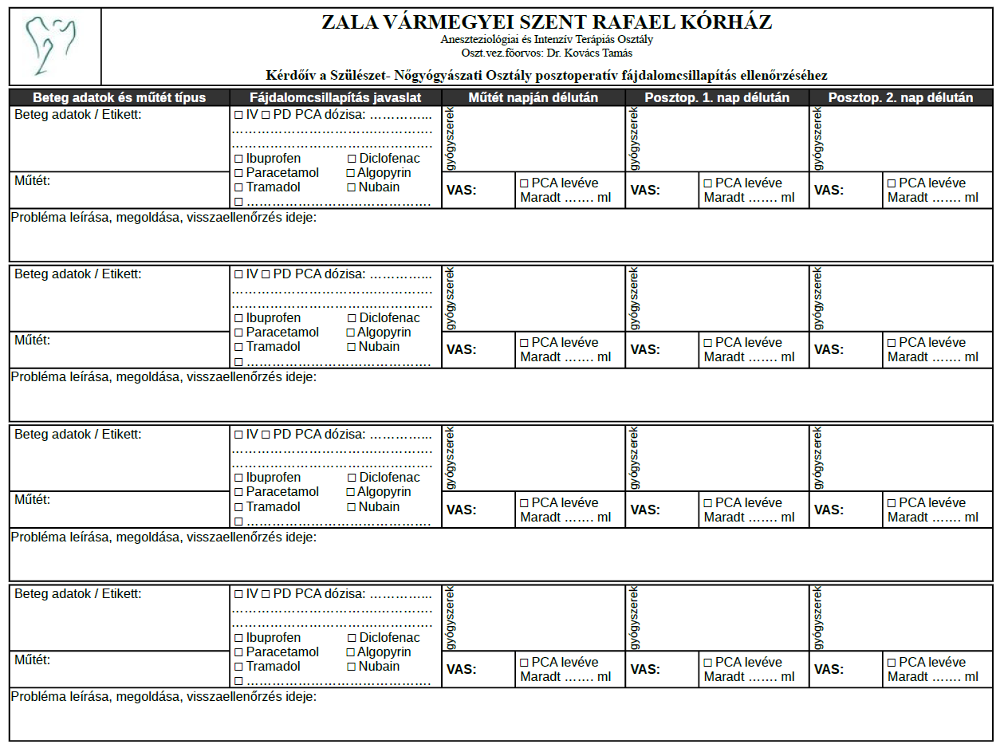 ZALA VÁRMEGYEI SZENT RAFAEL KÓRHÁZ
Aneszteziológiai és Intenzív Terápiás Osztály
Oszt.vez.főorvos: Dr. Kovács Tamás
Kérdőív a Szülészet- Nőgyógyászati Osztály posztoperatív fájdalomcsillapítás ellenőrzéséhez
Beteg adatok és műtét típus Fájdalomcsillapítás javaslat Műtét napján délután Posztop. 1. nap délután Posztop. 2. nap délután
Beteg adatok / Etikett:
Műtét:
☐ IV ☐ PD PCA dózisa: …………...
…………………………….………….
…………………………….………….
☐ Ibuprofen ☐ Diclofenac
☐ Paracetamol ☐ Algopyrin
☐ Tramadol ☐ Nubain
☐ …………………………………….
gyógyszerek
VAS:
☐ PCA levéve
Maradt ……. ml
gyógyszerek
VAS:
☐ PCA levéve
Maradt ……. ml
gyógyszerek
VAS:
☐ PCA levéve
Maradt ……. ml
Probléma leírása, megoldása, visszaellenőrzés ideje:
Beteg adatok / Etikett:
Műtét:
☐ IV ☐ PD PCA dózisa: …………...
…………………………….………….
…………………………….………….
☐ Ibuprofen ☐ Diclofenac
☐ Paracetamol ☐ Algopyrin
☐ Tramadol ☐ Nubain
☐ …………………………………….
gyógyszerek
VAS:
☐ PCA levéve
Maradt ……. ml
gyógyszerek
VAS:
☐ PCA levéve
Maradt ……. ml
gyógyszerek
VAS:
☐ PCA levéve
Maradt ……. ml
Probléma leírása, megoldása, visszaellenőrzés ideje:
Beteg adatok / Etikett:
Műtét:
☐ IV ☐ PD PCA dózisa: …………...
…………………………….………….
…………………………….………….
☐ Ibuprofen ☐ Diclofenac
☐ Paracetamol ☐ Algopyrin
☐ Tramadol ☐ Nubain
☐ …………………………………….
gyógyszerek
VAS:
☐ PCA levéve
Maradt ……. ml
gyógyszerek
VAS:
☐ PCA levéve
Maradt ……. ml
gyógyszerek
VAS:
☐ PCA levéve
Maradt ……. ml
Probléma leírása, megoldása, visszaellenőrzés ideje:
Beteg adatok / Etikett:
Műtét:
☐ IV ☐ PD PCA dózisa: …………...
…………………………….………….
…………………………….………….
☐ Ibuprofen ☐ Diclofenac
☐ Paracetamol ☐ Algopyrin
☐ Tramadol ☐ Nubain
☐ …………………………………….
gyógyszerek
VAS:
☐ PCA levéve
Maradt ……. ml
gyógyszerek
VAS:
☐ PCA levéve
Maradt ……. ml
gyógyszerek
VAS:
☐ PCA levéve
Maradt ……. ml
Probléma leírása, megoldása, visszaellenőrzés ideje: